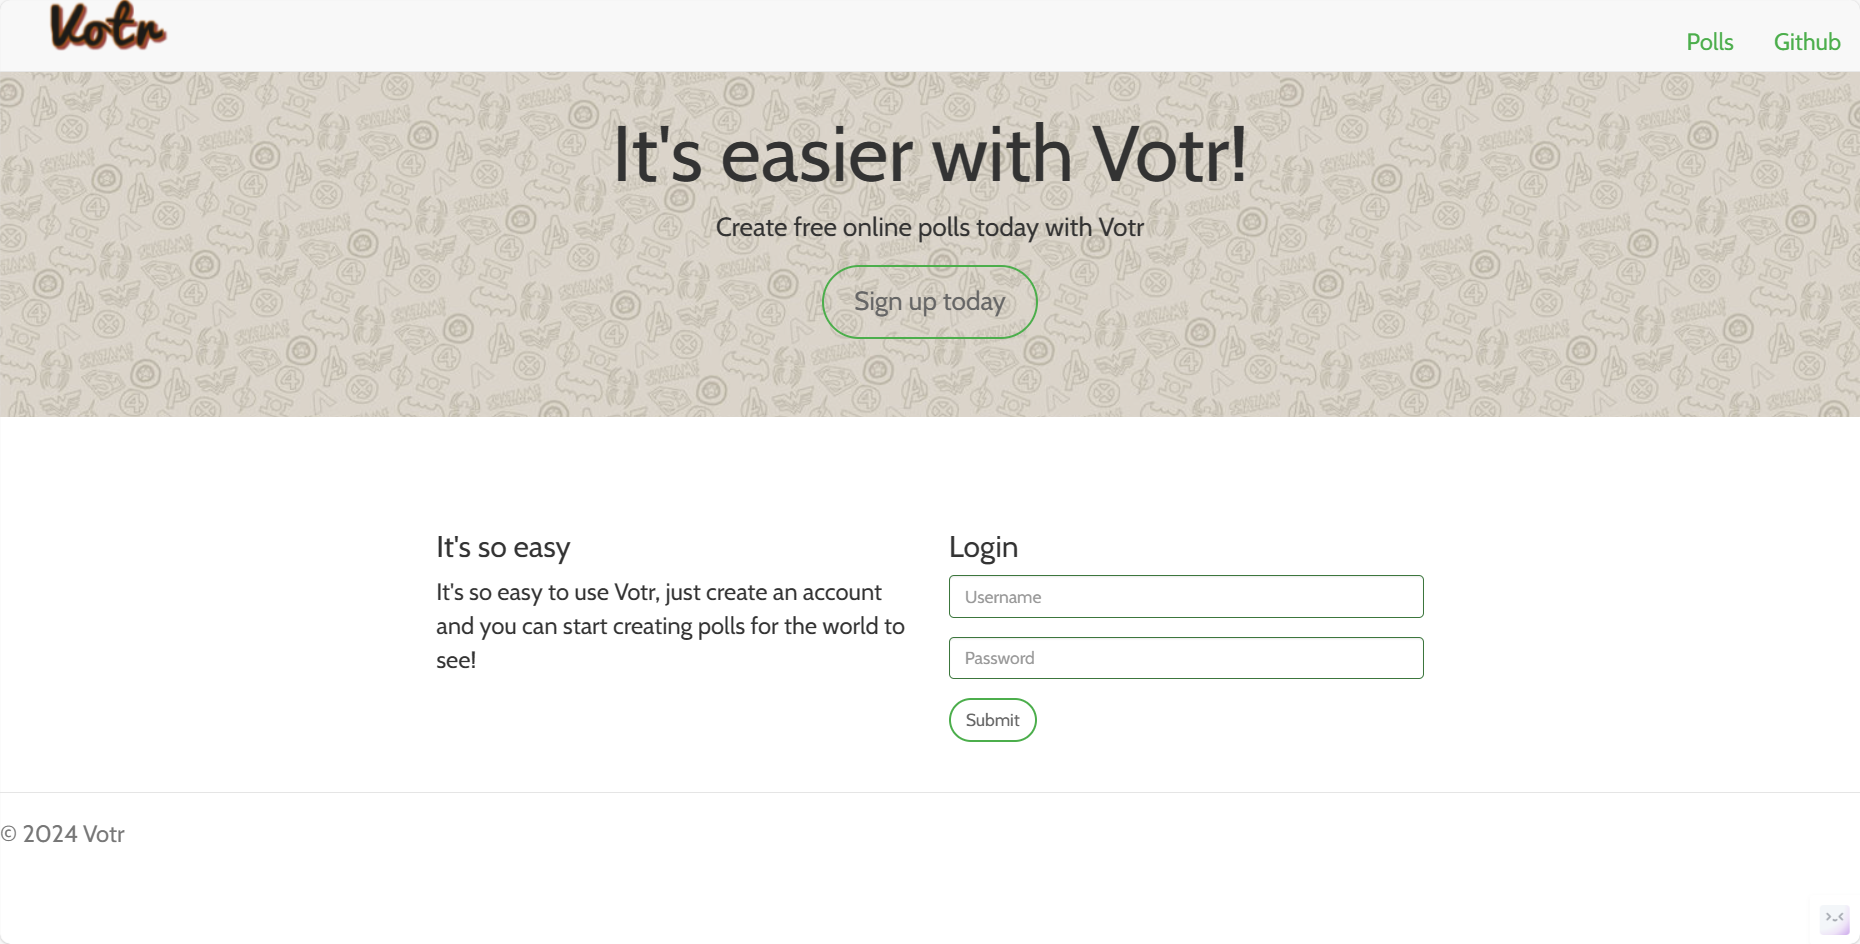 Votr
Polls
Github
It's easier with Votr!
Create free online polls today with Votr
Sign up today
It's so easy
It's so easy to use Votr, just create an account
and you can start creating polls for the world to
see!
Login
Username
Password
Submit
© 2024 Votr